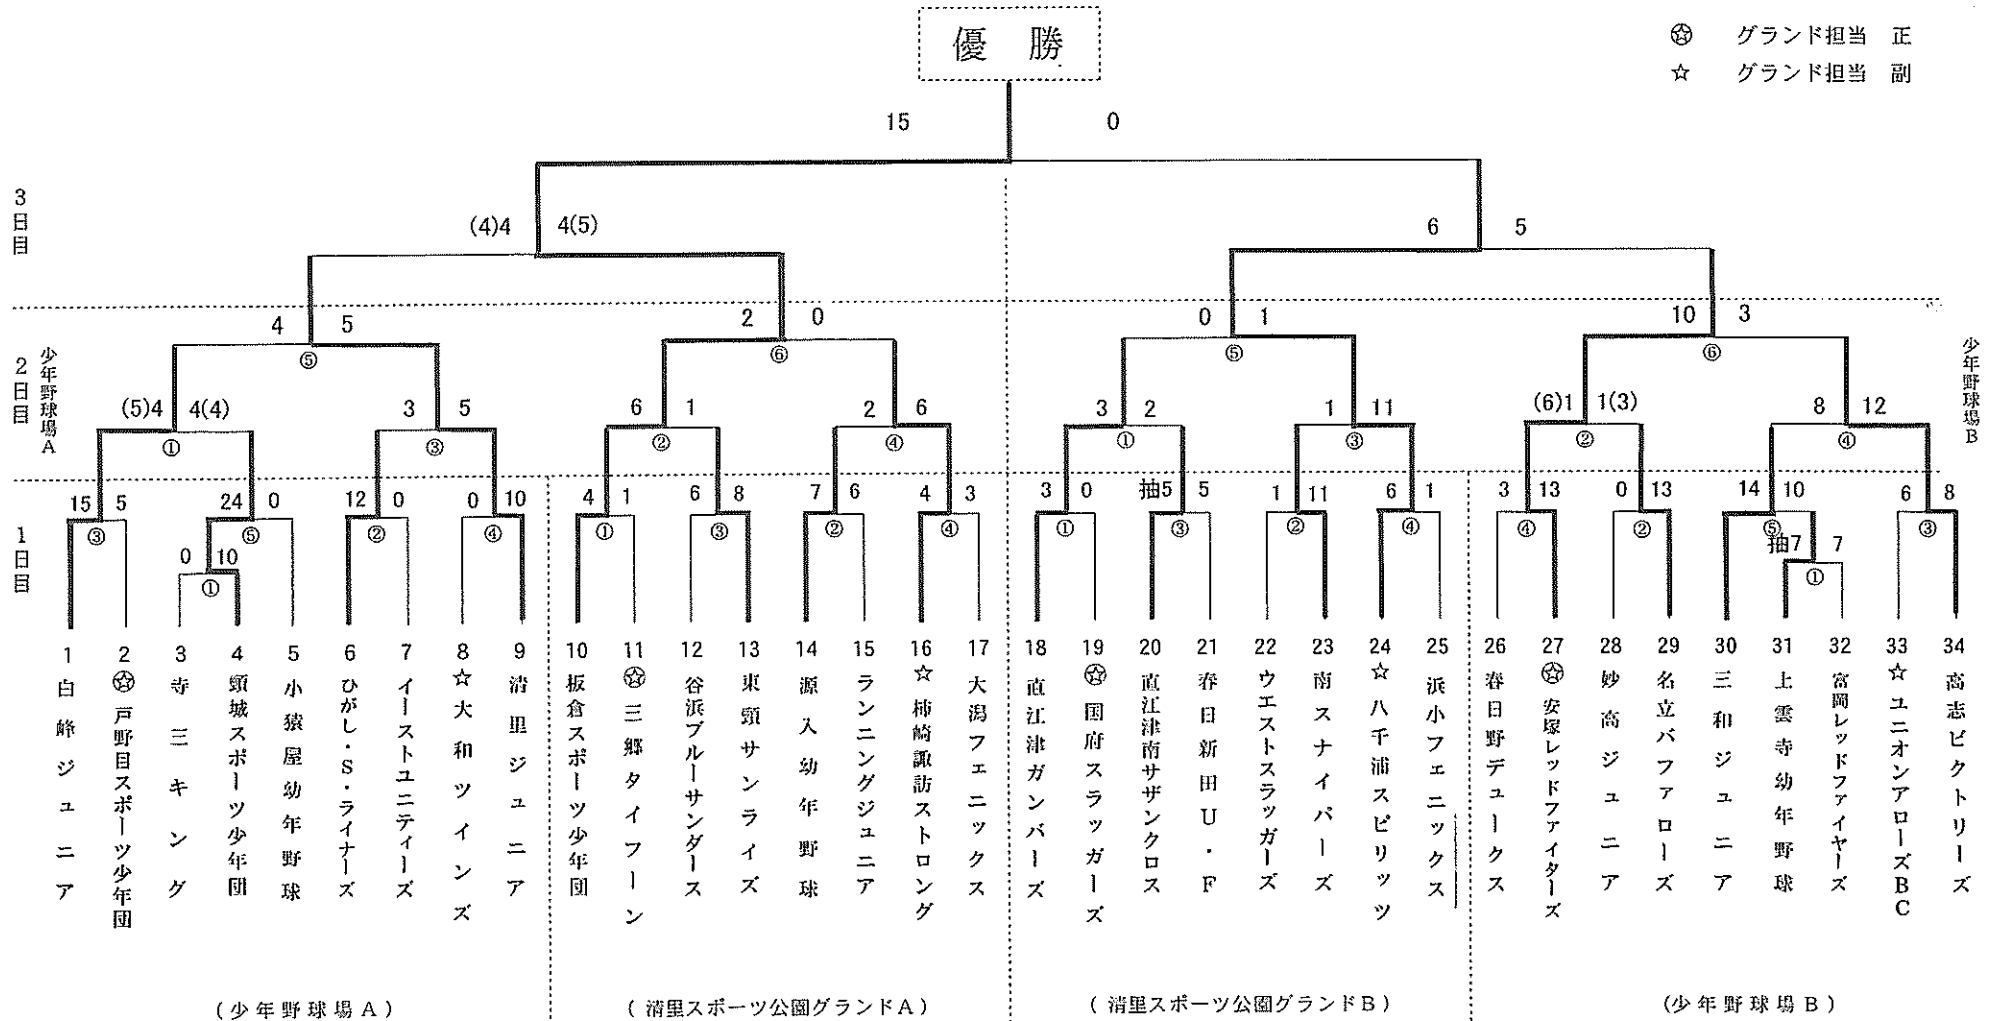 優 勝
◎ グランド担当 正
☆ グランド担当 副
15 0
3日目
(4)4 4(5)
6 5
4 5
2 0
0 1
10 3
⑤ ⑥ ⑤ ⑥
2日目
少年野球場A
少年野球場B
(5)4 4(4)
3 5
6 1
2 6
3 2
1 11
(6)1 1(3)
8 12
① ③ ② ④ ① ③ ② ④
1日目
15 5
24 0
12 0
0 10
4 1
6 8
7 6
4 3
3 0
抽5 5
1 11
6 1
3 13
0 13
14 10
6 8
③ ⑤ ② ④ ① ③ ② ④ ① ③ ② ④ ④ ② ⑤ ③
0 10
抽7 7
① ①
1 白峰ジュニア
2 ◎ 戸野目スポーツ少年団
3 寺三キング
4 頸城スポーツ少年団
5 小猿屋幼年野球
6 ひがし・S・ライナーズ
7 イーストユニティーズ
8 ☆ 大和ツインズ
9 清里ジュニア
10 板倉スポーツ少年団
11 ◎ 三郷タイフーン
12 谷浜ブルーサンダース
13 東頸サンライズ
14 源入幼年野球
15 ランニングジュニア
16 ☆ 柿崎諏訪ストロング
17 大潟フェニックス
18 直江津ガンバーズ
19 ◎ 国府スラッガーズ
20 直江津南サザンクロス
21 春日新田U・F
22 ウエストスラッガーズ
23 南スナイパーズ
24 ☆ 八千浦スピリッツ
25 浜小フェニックス
26 春日野デュークス
27 ◎ 安塚レッドファイターズ
28 妙高ジュニア
29 名立バファローズ
30 三和ジュニア
31 上雲寺幼年野球
32 富岡レッドファイヤーズ
33 ☆ ユニオンアローズBC
34 高志ビクトリーズ
(少年野球場A)
(清里スポーツ公園グランドA)
(清里スポーツ公園グランドB)
(少年野球場B)